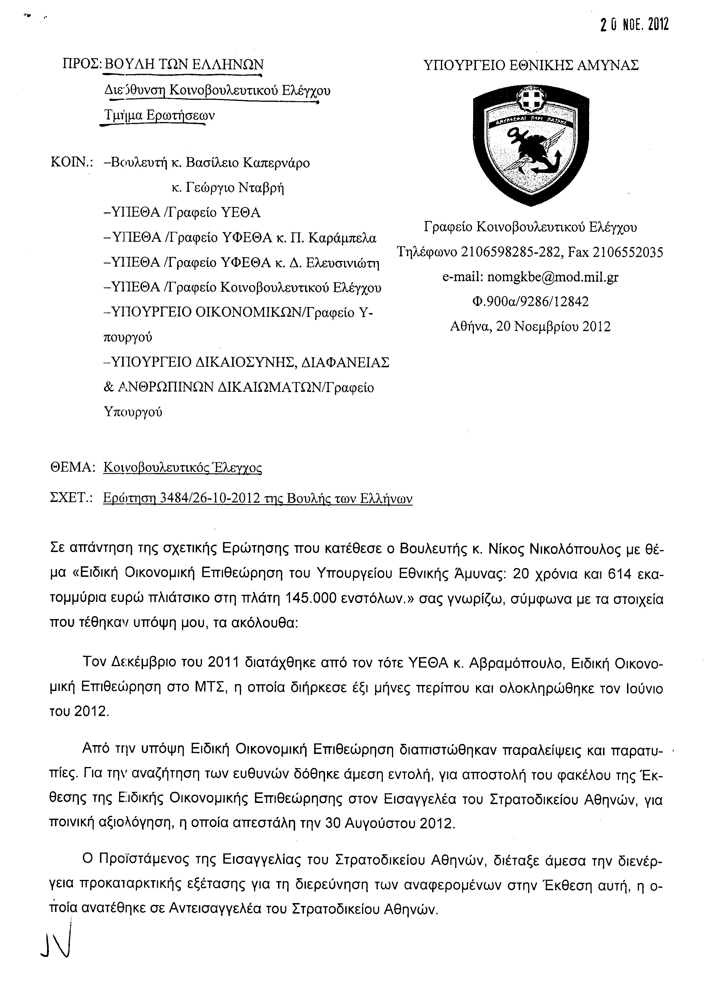 20 ΝΟΕ. 2012
ΠΡΟΣ: ΒΟΥΛΗ ΤΩΝ ΕΛΛΗΝΩΝ
Διεύθυνση Κοινοβουλευτικού Ελέγχου
Τμήμα Ερωτήσεων
ΚΟΙΝ.: –Βουλευτή κ. Βασίλειο Καπερνάρο
κ. Γεώργιο Νταβρή
–ΥΠΕΘΑ /Γραφείο ΥΕΘΑ
–ΥΠΕΘΑ /Γραφείο ΥΦΕΘΑ κ. Π. Καράμπελα
–ΥΠΕΘΑ /Γραφείο ΥΦΕΘΑ κ. Δ. Ελευσινιώτη
–ΥΠΕΘΑ /Γραφείο Κοινοβουλευτικού Ελέγχου
–ΥΠΟΥΡΓΕΙΟ ΟΙΚΟΝΟΜΙΚΩΝ/Γραφείο Υ-
πουργού
–ΥΠΟΥΡΓΕΙΟ ΔΙΚΑΙΟΣΥΝΗΣ, ΔΙΑΦΑΝΕΙΑΣ
& ΑΝΘΡΩΠΙΝΩΝ ΔΙΚΑΙΩΜΑΤΩΝ/Γραφείο
Υπουργού
ΥΠΟΥΡΓΕΙΟ ΕΘΝΙΚΗΣ ΑΜΥΝΑΣ
ΑΜΥΝΕΣΘΑΙ ΠΕΡΙ ΠΑΤΡΗΣ
Γραφείο Κοινοβουλευτικού Ελέγχου
Τηλέφωνο 2106598285-282, Fax 2106552035
e-mail: nomgkbe@mod.mil.gr
Φ.900α/9286/12842
Αθήνα, 20 Νοεμβρίου 2012
ΘΕΜΑ: Κοινοβουλευτικός Έλεγχος
ΣΧΕΤ.: Ερώτηση 3484/26-10-2012 της Βουλής των Ελλήνων
Σε απάντηση της σχετικής Ερώτησης που κατέθεσε ο Βουλευτής κ. Νίκος Νικολόπουλος με θέ-
μα «Ειδική Οικονομική Επιθεώρηση του Υπουργείου Εθνικής Άμυνας: 20 χρόνια και 614 εκα-
τομμύρια ευρώ πλιάτσικο στη πλάτη 145.000 ενστόλων.» σας γνωρίζω, σύμφωνα με τα στοιχεία
που τέθηκαν υπόψη μου, τα ακόλουθα:
Τον Δεκέμβριο του 2011 διατάχθηκε από τον τότε ΥΕΘΑ κ. Αβραμόπουλο, Ειδική Οικονο-
μική Επιθεώρηση στο ΜΤΣ, η οποία διήρκεσε έξι μήνες περίπου και ολοκληρώθηκε τον Ιούνιο
του 2012.
Από την υπόψη Ειδική Οικονομική Επιθεώρηση διαπιστώθηκαν παραλείψεις και παρατυ-
πίες. Για την αναζήτηση των ευθυνών δόθηκε άμεση εντολή, για αποστολή του φακέλου της Έκ-
θεσης της Ειδικής Οικονομικής Επιθεώρησης στον Εισαγγελέα του Στρατοδικείου Αθηνών, για
ποινική αξιολόγηση, η οποία απεστάλη την 30 Αυγούστου 2012.
Ο Προϊστάμενος της Εισαγγελίας του Στρατοδικείου Αθηνών, διέταξε άμεσα την διενέρ-
γεια προκαταρκτικής εξέτασης για τη διερεύνηση των αναφερομένων στην Έκθεση αυτή, η ο-
ποία ανατέθηκε σε Αντεισαγγελέα του Στρατοδικείου Αθηνών.